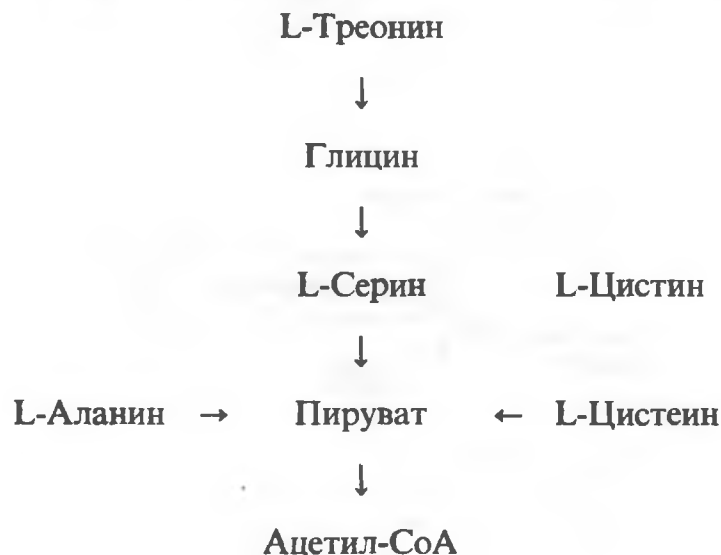 L-Треонин
↓
Глицин
↓
L-Серин L-Цистин
↓
L-Аланин → Пируват ← L-Цистеин
↓
Ацетил-СоА